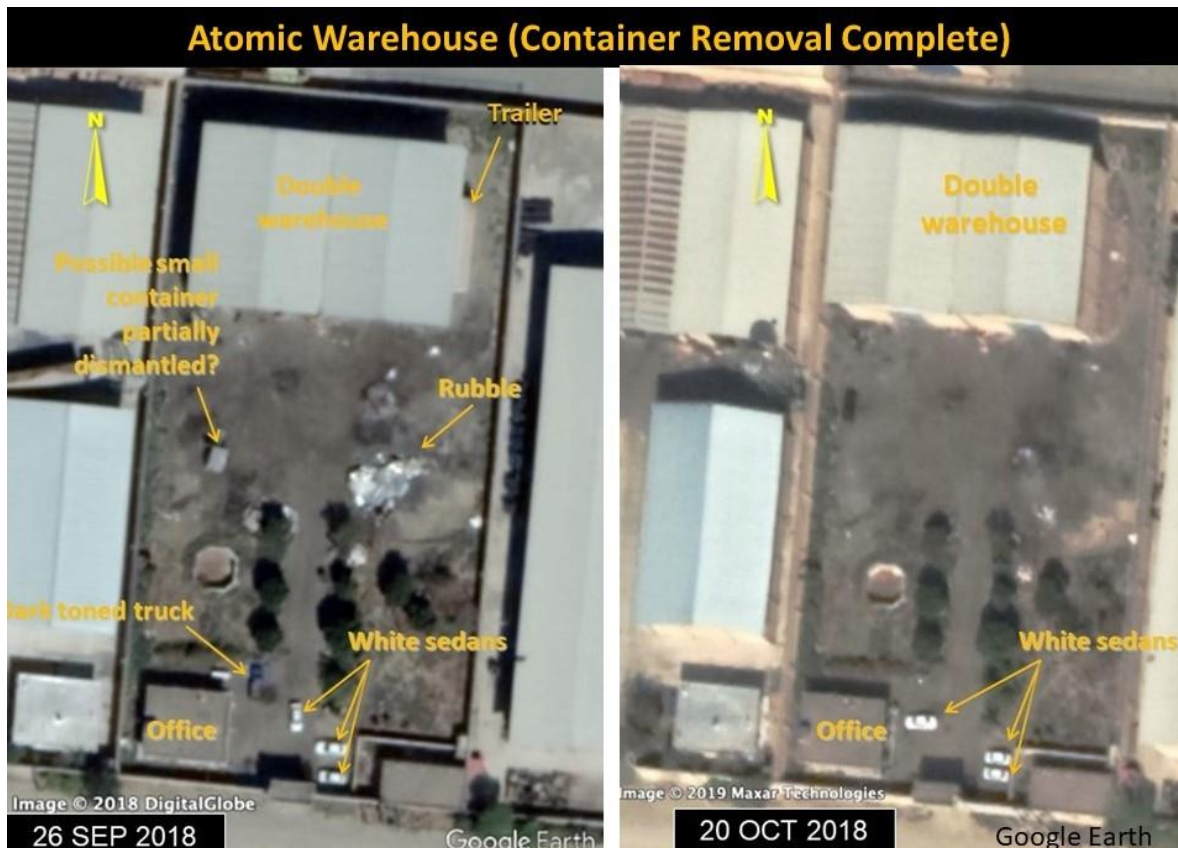 Atomic Warehouse (Container Removal Complete)
N
Trailer
Double
warehouse
Possible small
container
partially
dismantled?
Rubble
Dark toned truck
White sedans
Office
Image © 2018 DigitalGlobe
26 SEP 2018
Google Earth
N
Double
warehouse
White sedans
Office
Image © 2019 Maxar Technologies
20 OCT 2018
Google Earth